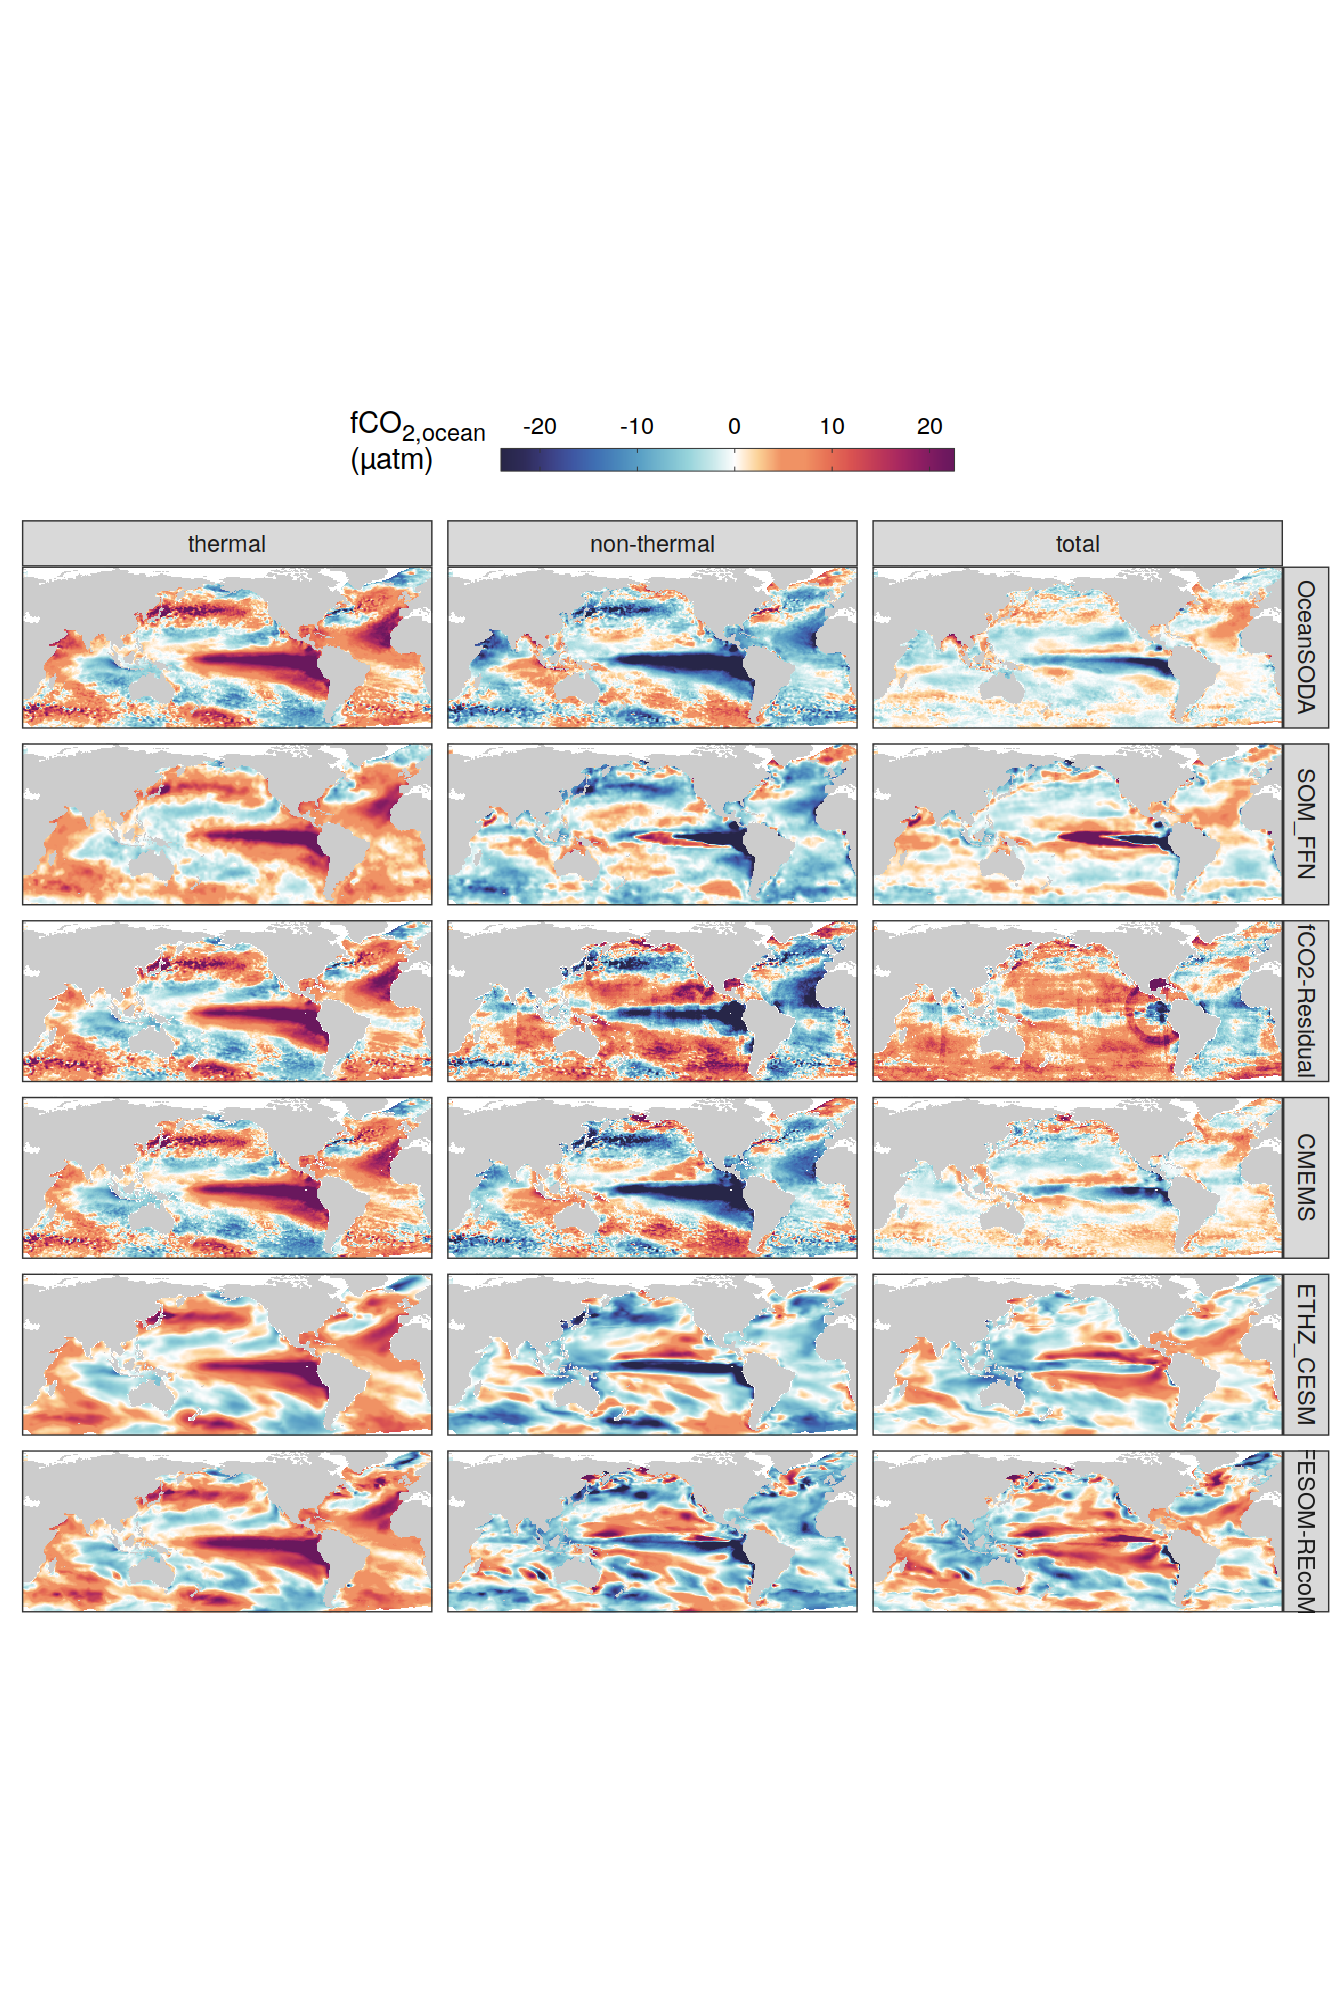 fCO2,ocean
(µatm)
-20 -10 0 10 20
thermal non-thermal total
OceanSODA
SOM_FFN
fCO2-Residual
CMEMS
ETHZ_CESM
FESOM-REcoM